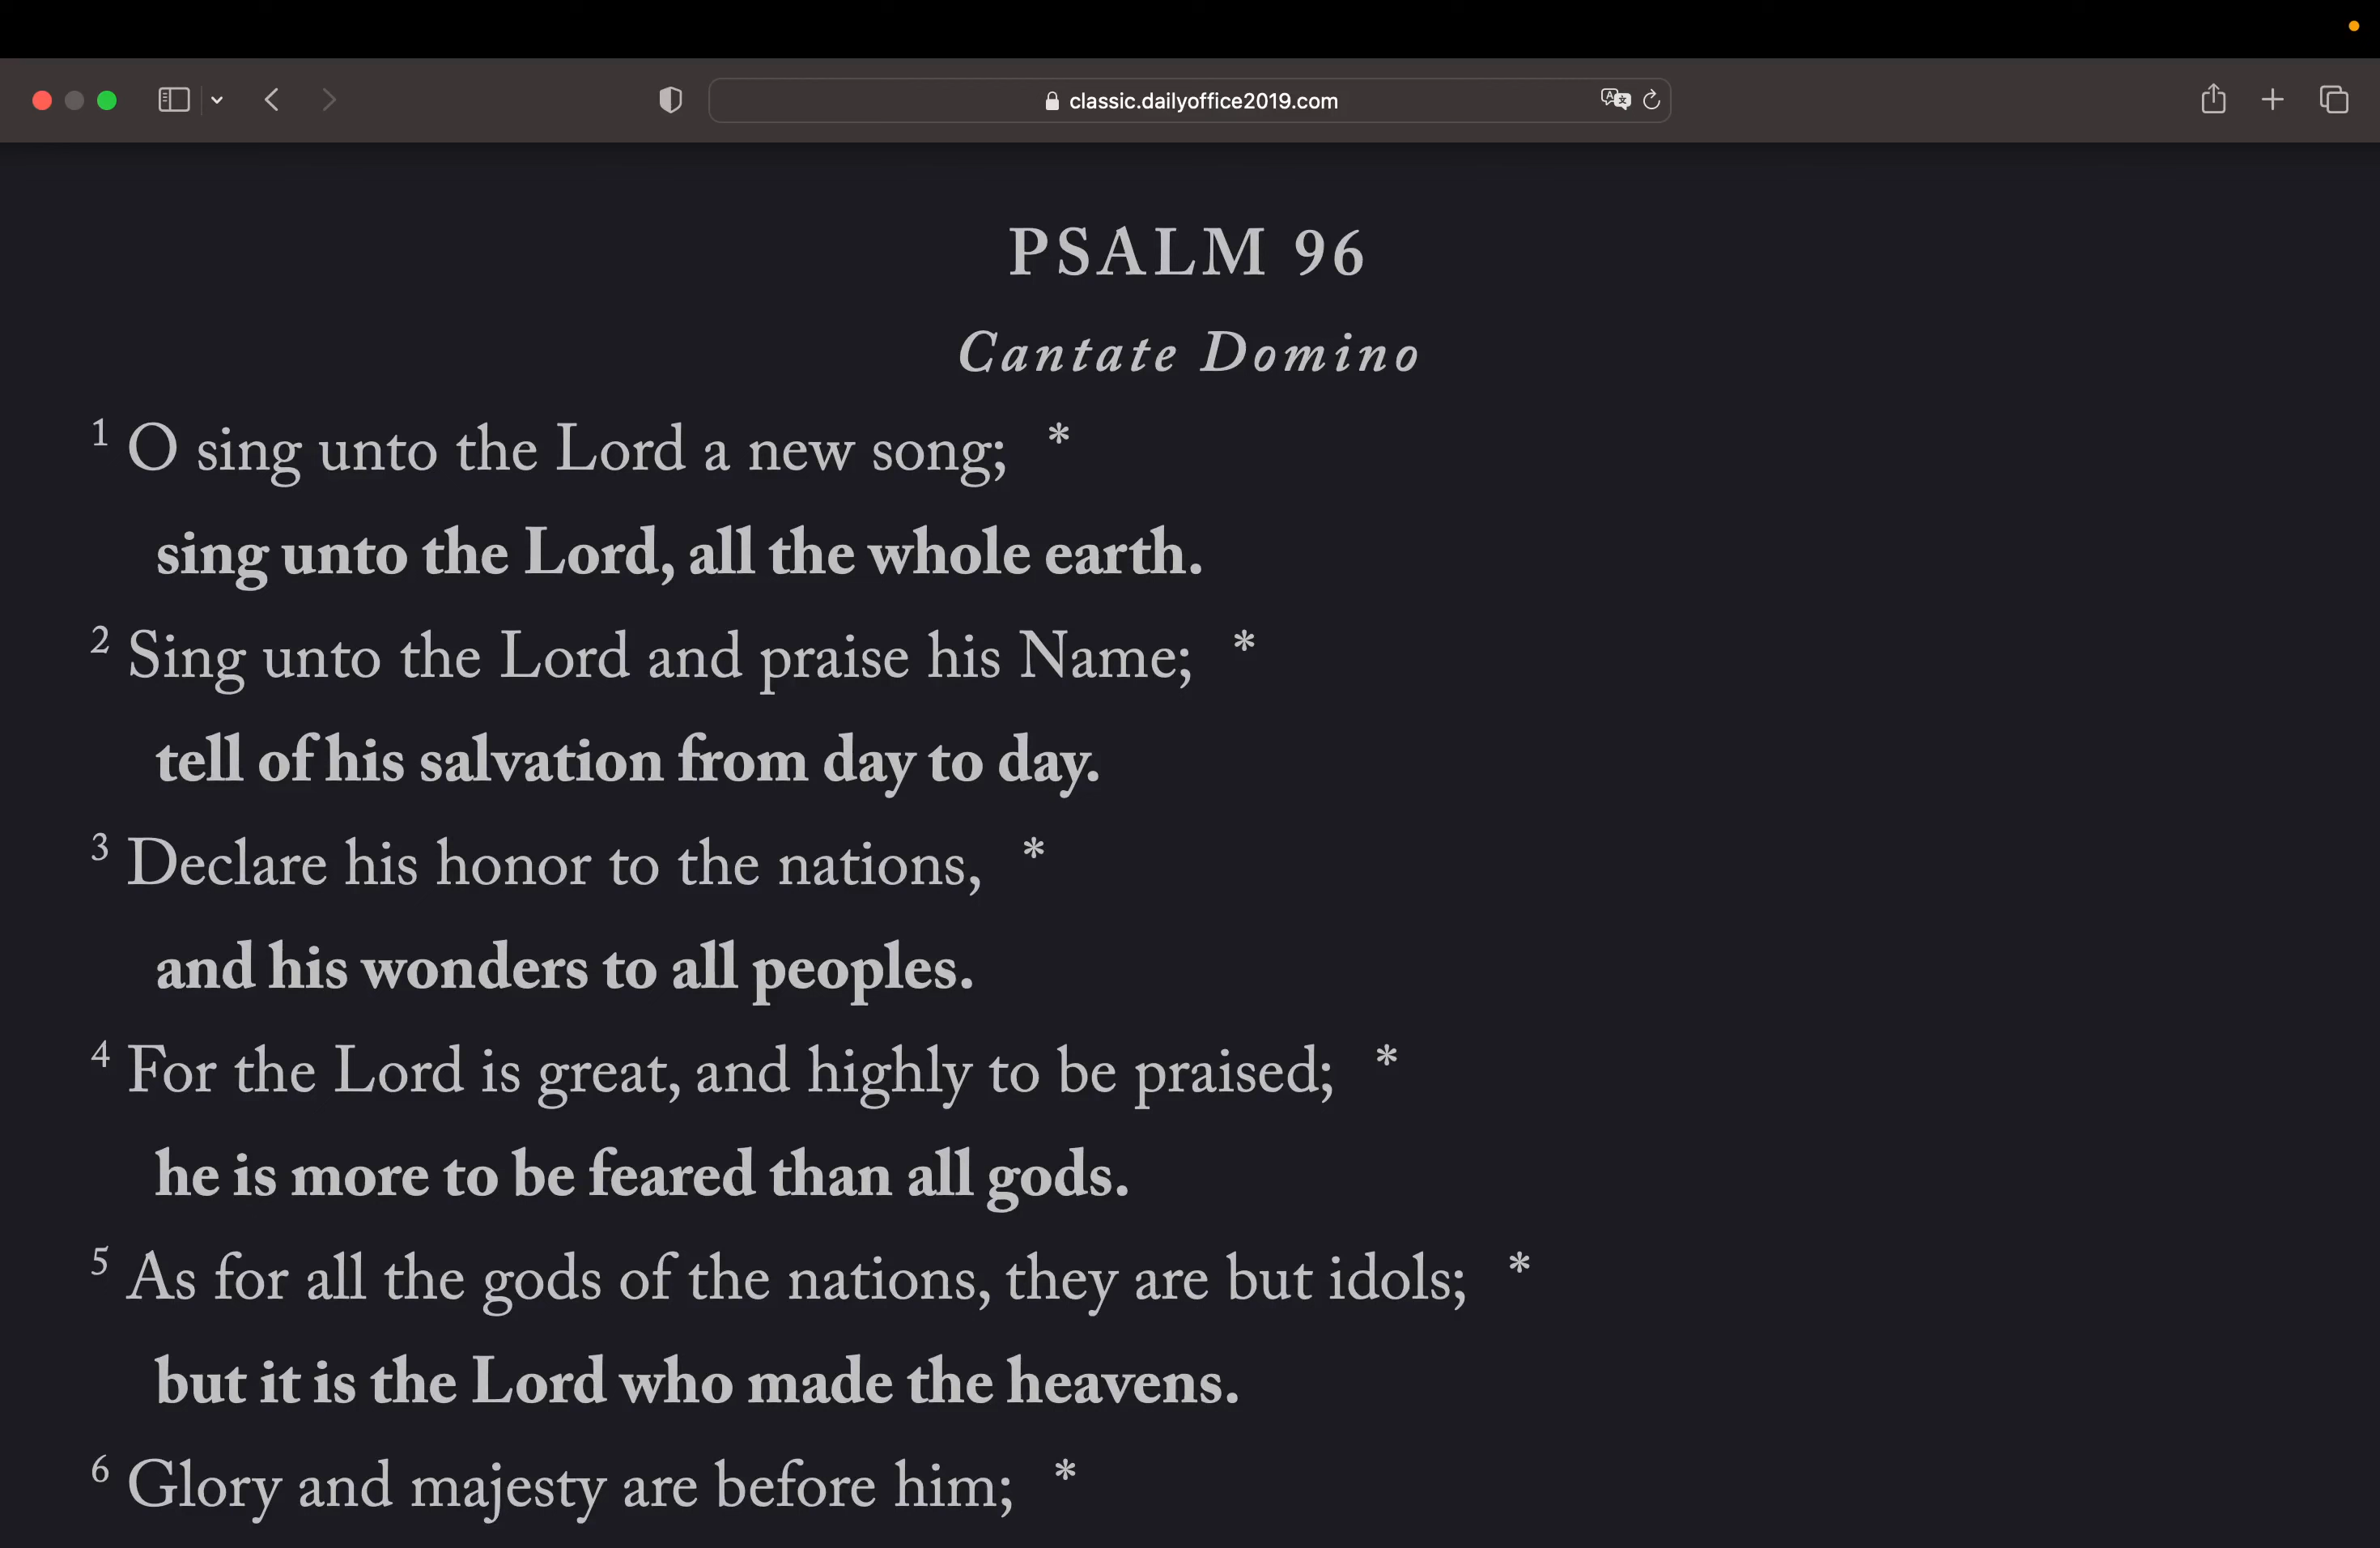 classic.dailyoffice2019.com
PSALM 96
Cantate Domino
1 O sing unto the Lord a new song; *
sing unto the Lord, all the whole earth.
2 Sing unto the Lord and praise his Name; *
tell of his salvation from day to day.
3 Declare his honor to the nations, *
and his wonders to all peoples.
4 For the Lord is great, and highly to be praised; *
he is more to be feared than all gods.
5 As for all the gods of the nations, they are but idols; *
but it is the Lord who made the heavens.
6 Glory and majesty are before him; *